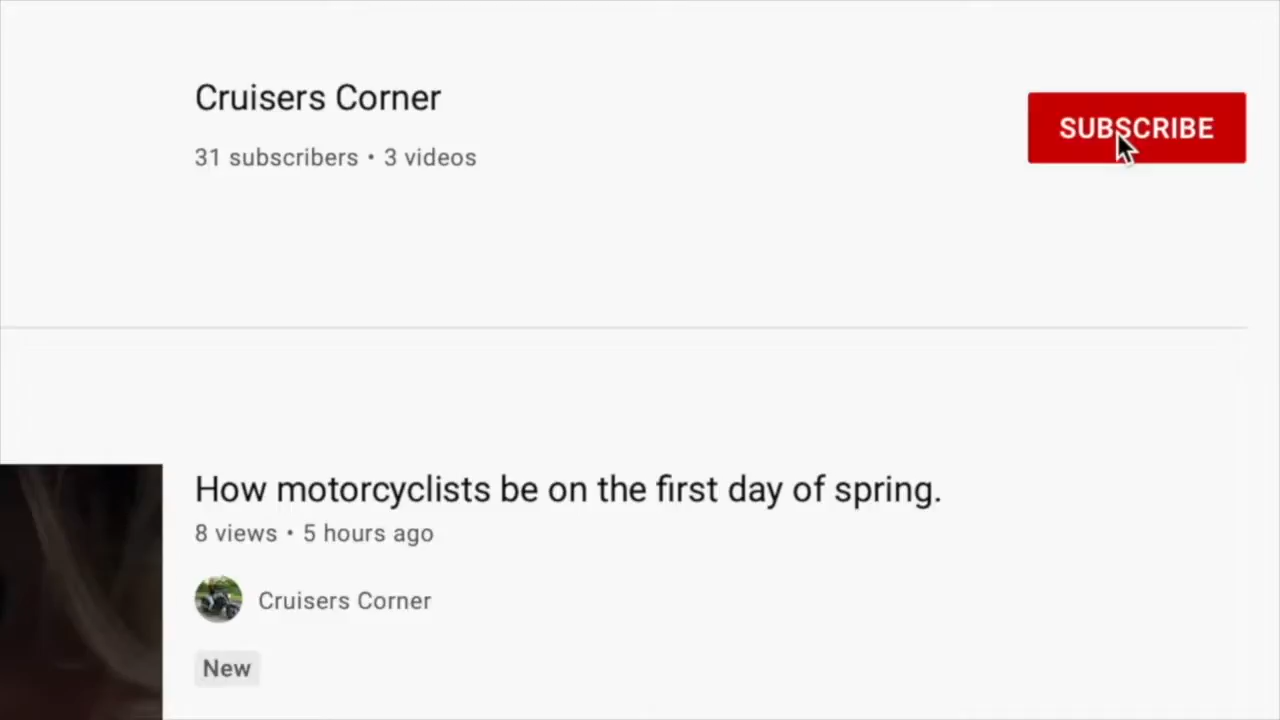 Cruisers Corner
31 subscribers • 3 videos
SUBSCRIBE
How motorcyclists be on the first day of spring.
8 views • 5 hours ago
Cruisers Corner
New